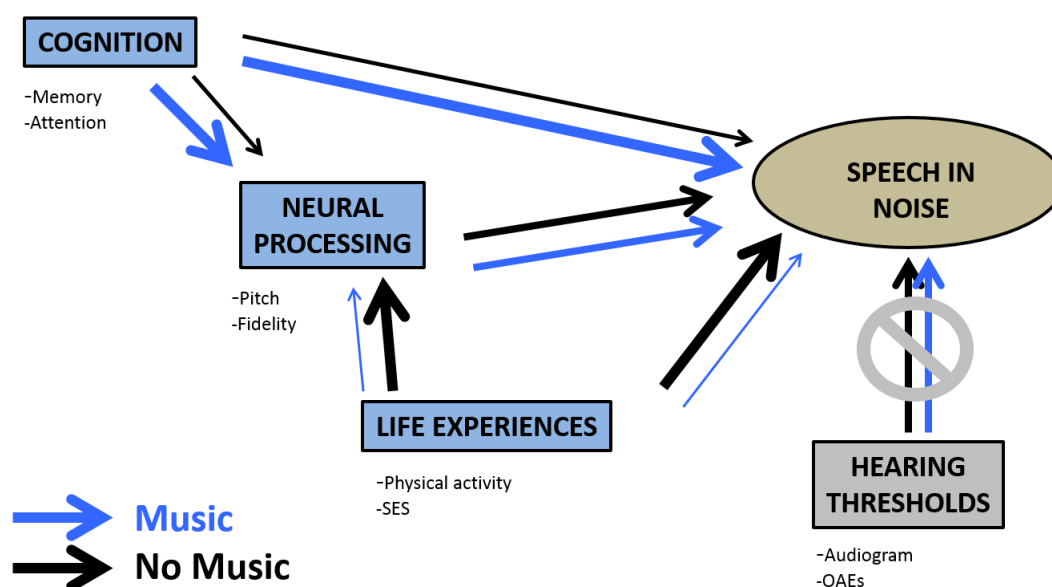 COGNITION
-Memory
-Attention
SPEECH IN
NOISE
NEURAL
PROCESSING
-Pitch
-Fidelity
LIFE EXPERIENCES
-Physical activity
-SES
HEARING
THRESHOLDS
-Audiogram
-OAEs
Music
No Music